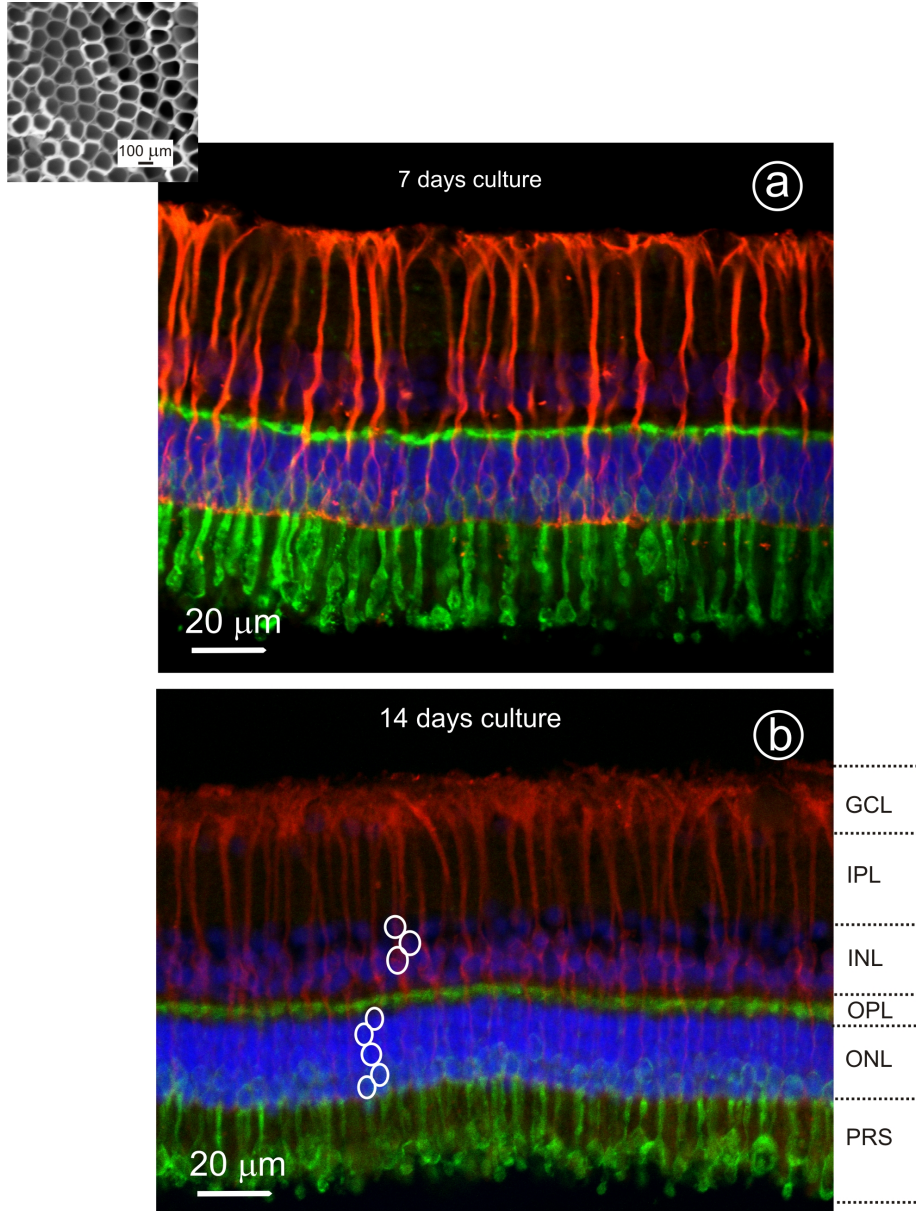 100 μm
7 days culture
a
20 μm
14 days culture
b
GCL
IPL
INL
OPL
ONL
PRS
20 μm